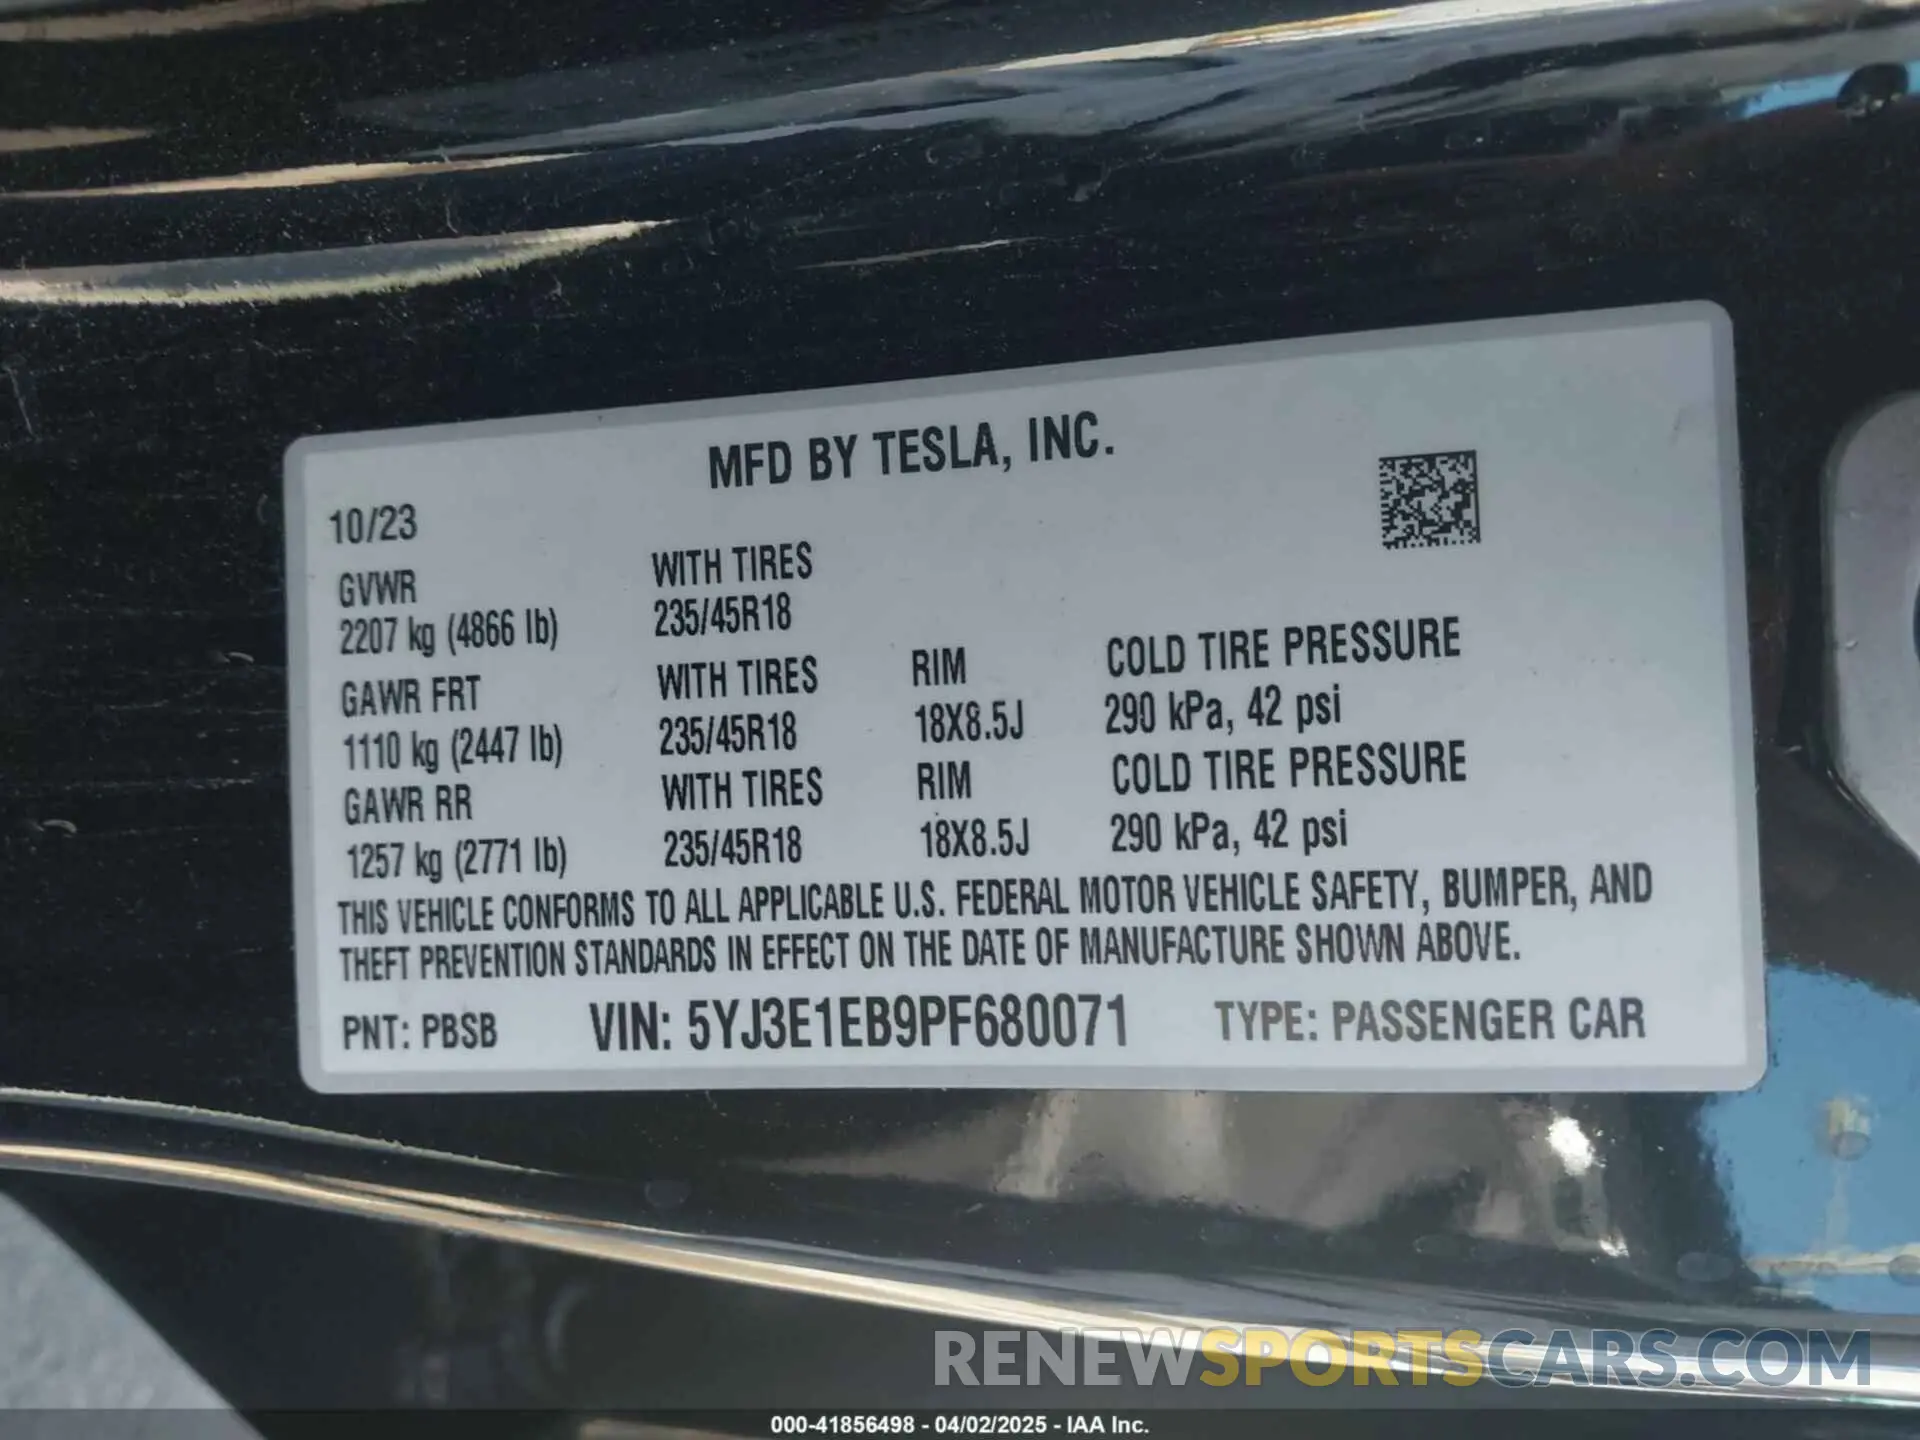 MFD BY TESLA, INC.
10/23
GVWR WITH TIRES
2207 kg (4866 lb) 235/45R18
GAWR FRT WITH TIRES RIM COLD TIRE PRESSURE
1110 kg (2447 lb) 235/45R18 18X8.5J 290 kPa, 42 psi
GAWR RR WITH TIRES RIM COLD TIRE PRESSURE
1257 kg (2771 lb) 235/45R18 18X8.5J 290 kPa, 42 psi
THIS VEHICLE CONFORMS TO ALL APPLICABLE U.S. FEDERAL MOTOR VEHICLE SAFETY, BUMPER, AND
THEFT PREVENTION STANDARDS IN EFFECT ON THE DATE OF MANUFACTURE SHOWN ABOVE.
PNT: PBSB VIN: 5YJ3E1EB9PF680071 TYPE: PASSENGER CAR
RENEWSPORTSCARS.COM
000-41856498 - 04/02/2025 - IAA Inc.